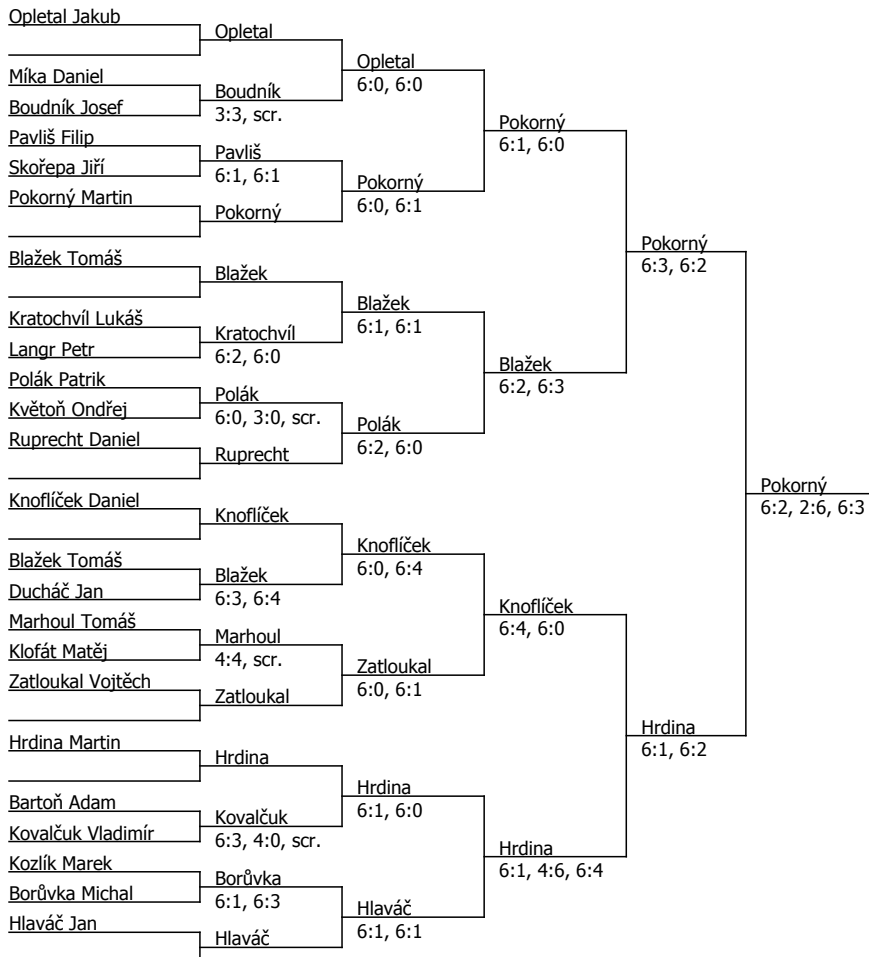 Opletal Jakub
Opletal
Opletal
6:0, 6:0
Míka Daniel
Boudník
3:3, scr.
Boudník Josef
Pokorný
6:1, 6:0
Pavliš Filip
Pavliš
6:1, 6:1
Skořepa Jiří
Pokorný
6:0, 6:1
Pokorný Martin
Pokorný
Pokorný
6:3, 6:2
Blažek Tomáš
Blažek
Blažek
6:1, 6:1
Kratochvíl Lukáš
Kratochvíl
6:2, 6:0
Langr Petr
Blažek
6:2, 6:3
Polák Patrik
Polák
6:0, 3:0, scr.
Květoň Ondřej
Polák
6:2, 6:0
Ruprecht Daniel
Ruprecht
Pokorný
6:2, 2:6, 6:3
Knoflíček Daniel
Knoflíček
Knoflíček
6:0, 6:4
Blažek Tomáš
Blažek
6:3, 6:4
Ducháč Jan
Knoflíček
6:4, 6:0
Marhoul Tomáš
Marhoul
4:4, scr.
Klofát Matěj
Zatloukal
6:0, 6:1
Zatloukal Vojtěch
Zatloukal
Hrdina
6:1, 6:2
Hrdina Martin
Hrdina
Hrdina
6:1, 6:0
Bartoň Adam
Kovalčuk
6:3, 4:0, scr.
Kovalčuk Vladimír
Hrdina
6:1, 4:6, 6:4
Kozlík Marek
Borůvka
6:1, 6:3
Borůvka Michal
Hlaváč
6:1, 6:1
Hlaváč Jan
Hlaváč